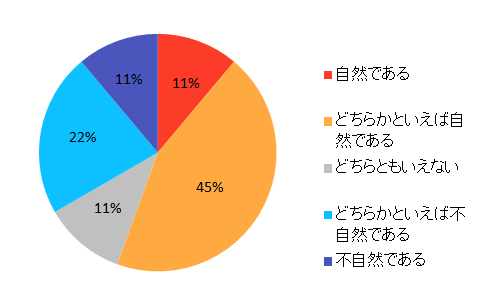 11%
11%
45%
11%
22%
自然である
どちらかといえば自
然である
どちらともいえない
どちらかといえば不
自然である
不自然である